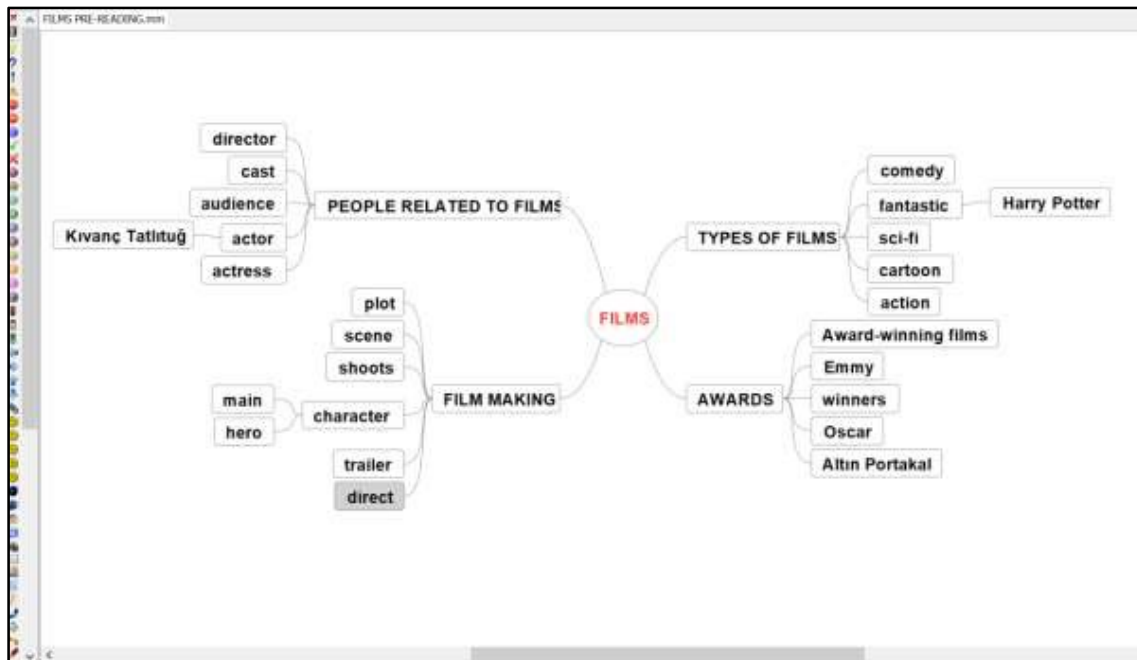 FILMS PRE-READING.mm
director
cast
audience
actor
actress
Kıvanç Tatlıtuğ
PEOPLE RELATED TO FILMS
plot
scene
shoots
character
main
hero
trailer
direct
FILM MAKING
FILMS
TYPES OF FILMS
comedy
fantastic
Harry Potter
sci-fi
cartoon
action
AWARDS
Award-winning films
Emmy
winners
Oscar
Altın Portakal